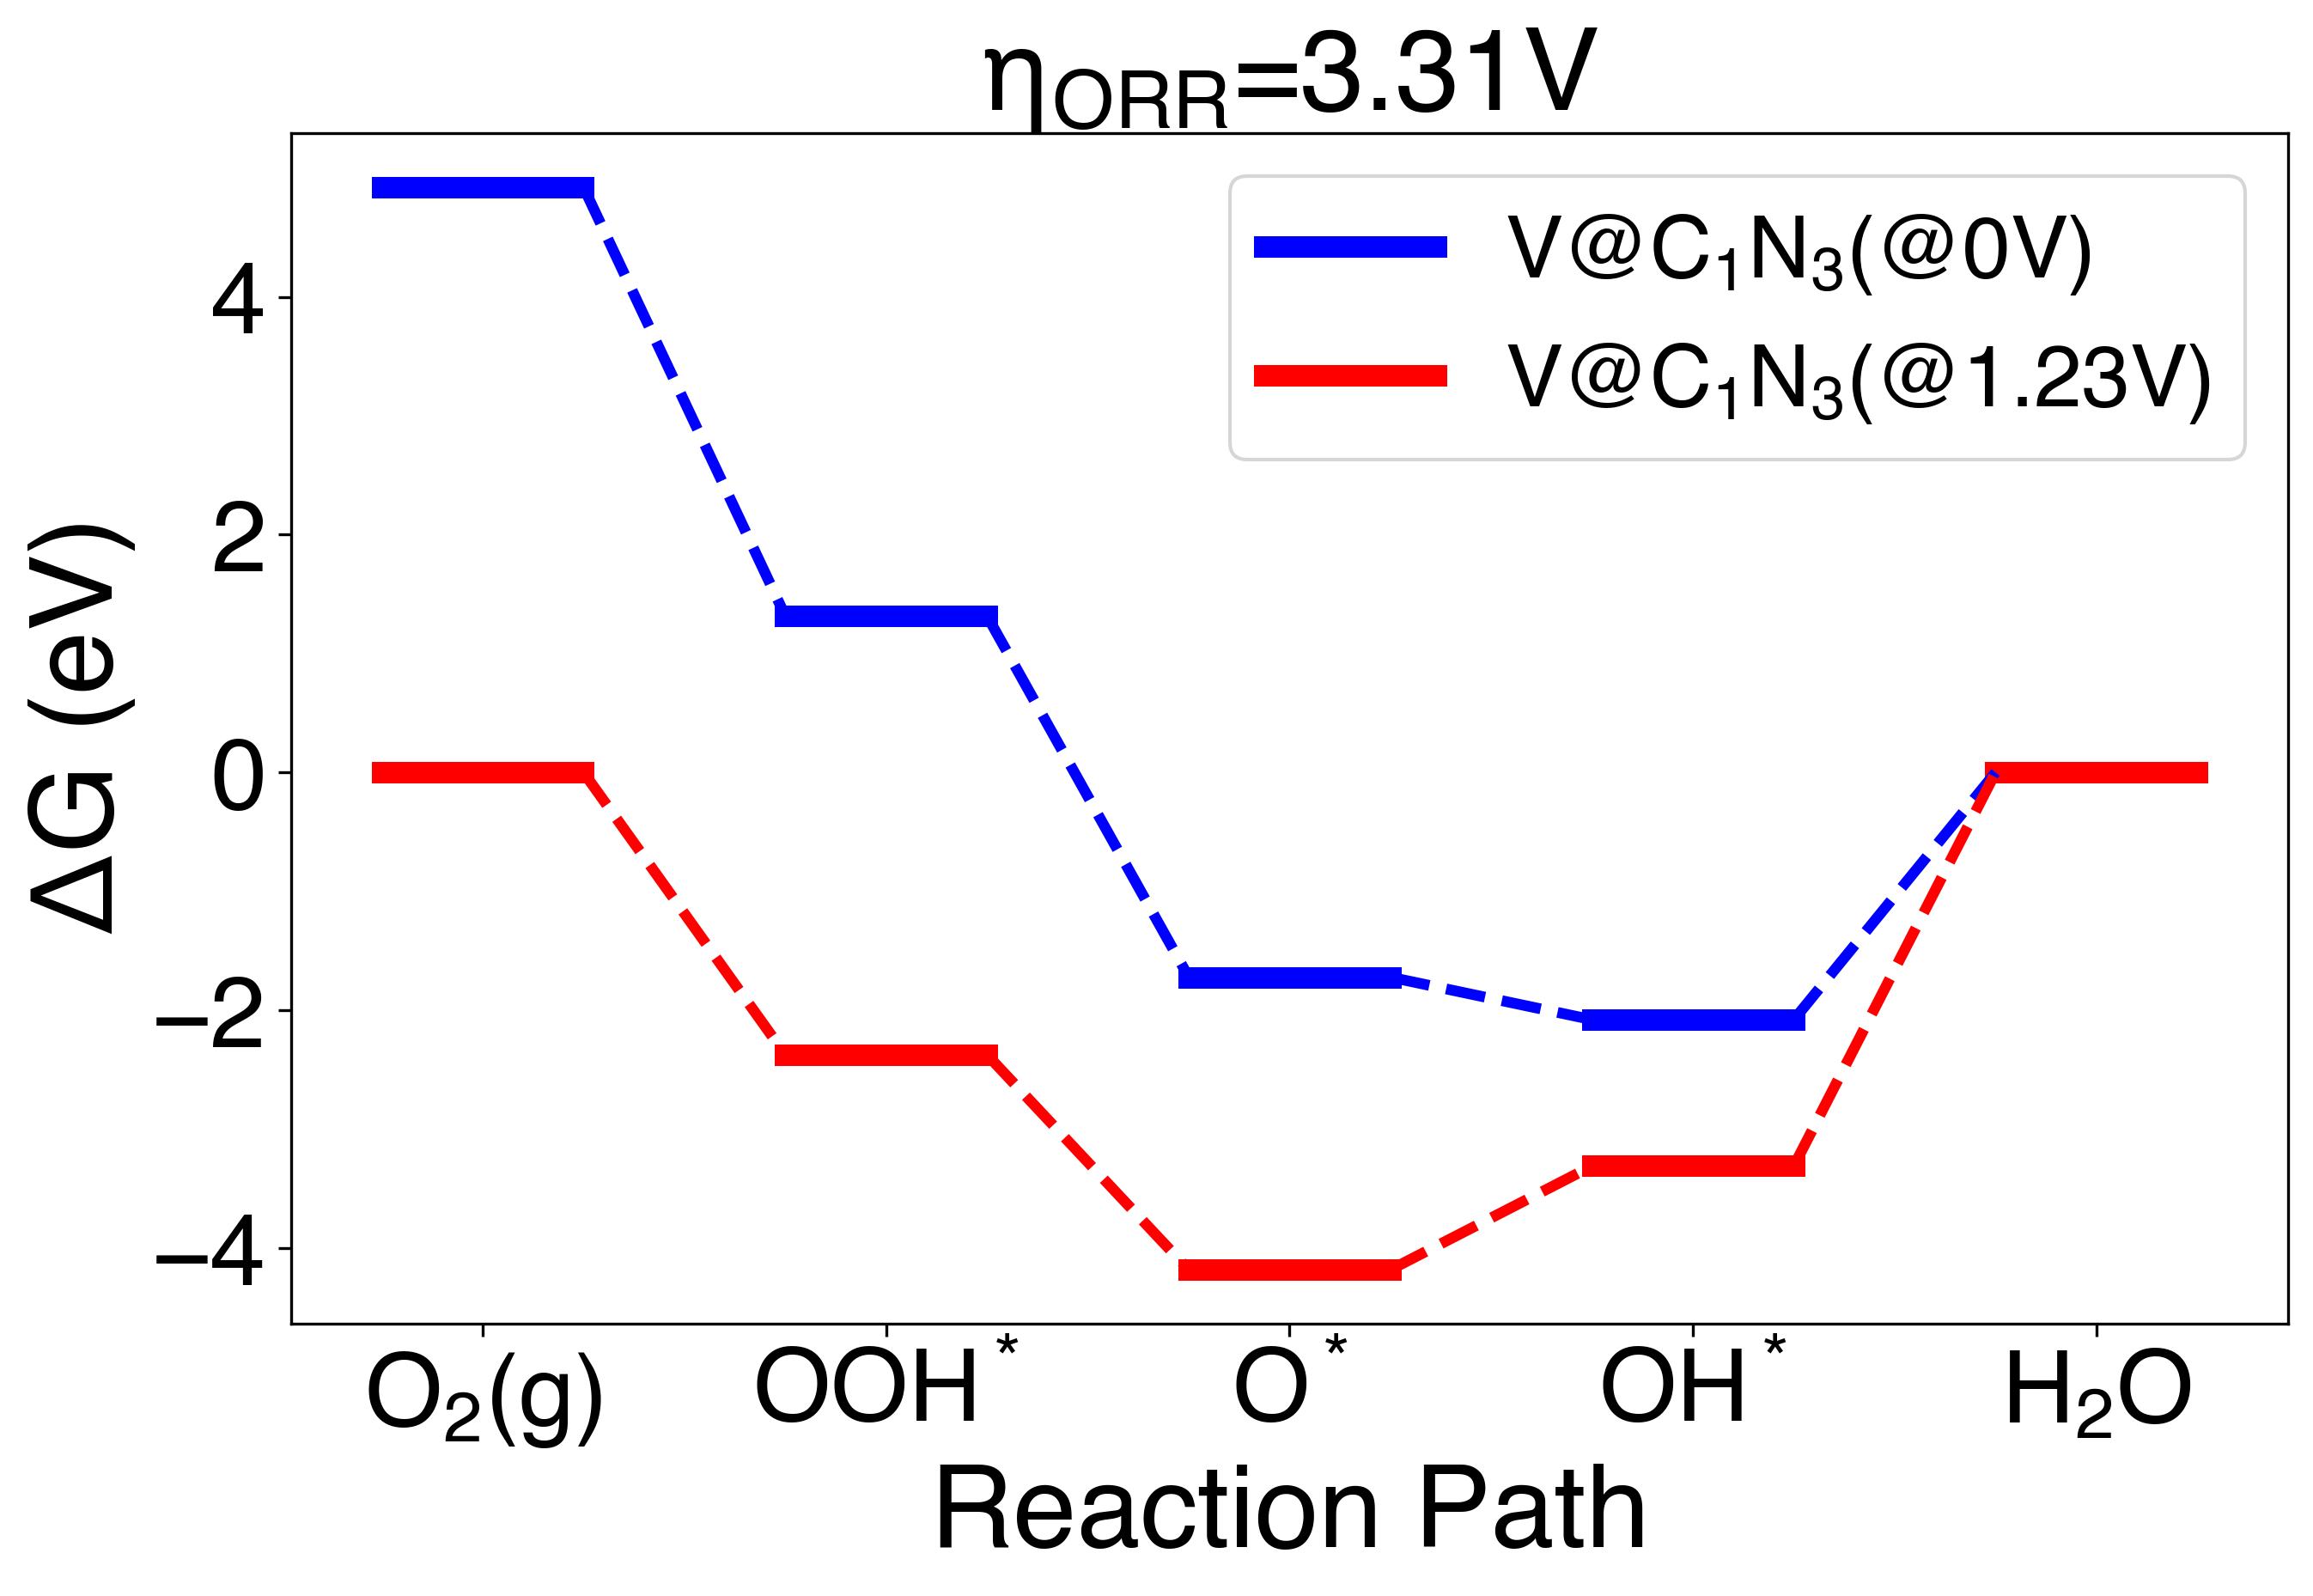 η_ORR=3.31V
V@C₁N₃(@0V)
V@C₁N₃(@1.23V)
ΔG (eV)
4
2
0
−2
−4
O₂(g) OOH* O* OH* H₂O
Reaction Path